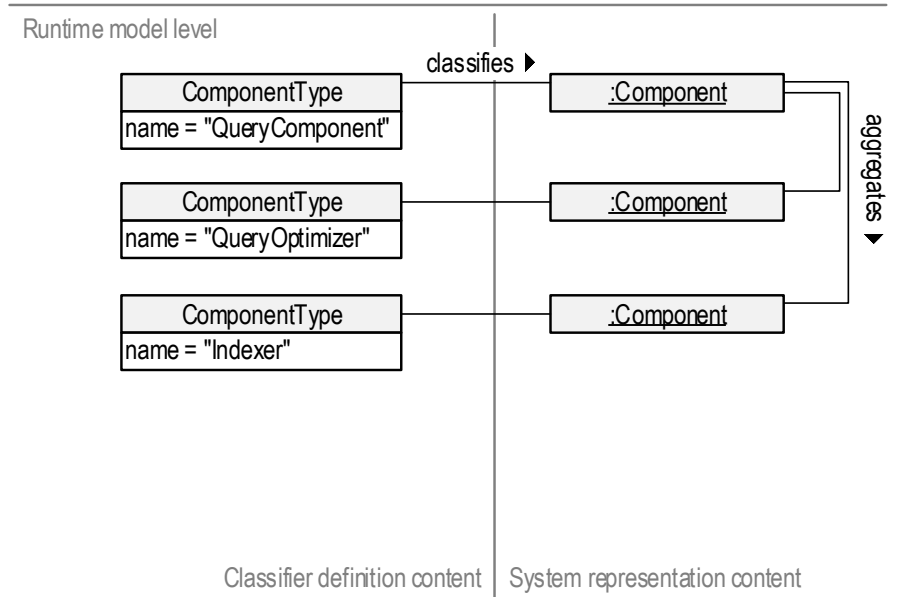 Runtime model level
classifies ▶
ComponentType
:Component
name = "QueryComponent"
aggregates ▶
ComponentType
:Component
name = "QueryOptimizer"
ComponentType
:Component
name = "Indexer"
Classifier definition content
System representation content